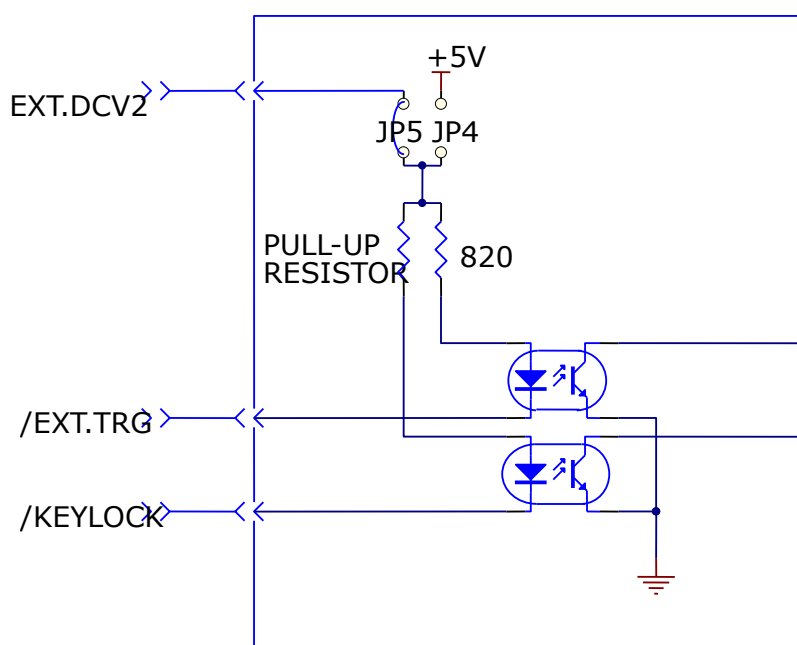 +5V
EXT.DCV2
JP5 JP4
PULL-UP
RESISTOR
820
/EXT.TRG
/KEYLOCK